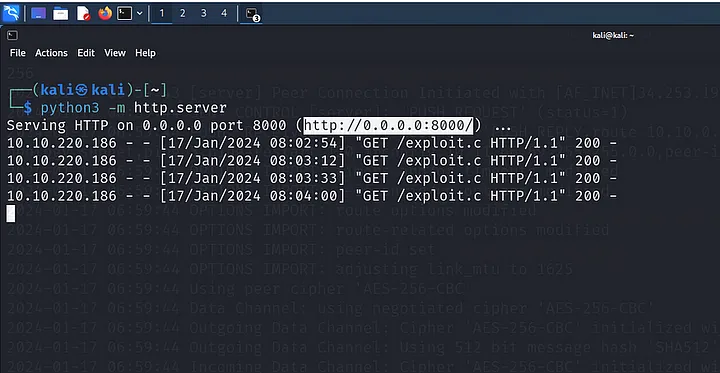 1 2 3 4 3
kali@kali: ~
File Actions Edit View Help
256
(kali㉿kali)-[~]
$ python3 -m http.server
Serving HTTP on 0.0.0.0 port 8000 (http://0.0.0.0:8000/) ...
10.10.220.186 - - [17/Jan/2024 08:02:54] "GET /exploit.c HTTP/1.1" 200 -
10.10.220.186 - - [17/Jan/2024 08:03:12] "GET /exploit.c HTTP/1.1" 200 -
10.10.220.186 - - [17/Jan/2024 08:03:33] "GET /exploit.c HTTP/1.1" 200 -
10.10.220.186 - - [17/Jan/2024 08:04:00] "GET /exploit.c HTTP/1.1" 200 -
2024-01-17 06:59:44 OPTIONS IMPORT: route options modified
2024-01-17 06:59:44 OPTIONS IMPORT: route-related options modified
2024-01-17 06:59:44 OPTIONS IMPORT: peer-id set
2024-01-17 06:59:44 OPTIONS IMPORT: adjusting link_mtu to 1625
2024-01-17 06:59:44 Using peer cipher 'AES-256-CBC'
2024-01-17 06:59:44 Data Channel: using negotiated cipher 'AES-256-CBC'
2024-01-17 06:59:44 Outgoing Data Channel: Cipher 'AES-256-CBC' initialized wi
2024-01-17 06:59:44 Outgoing Data Channel: Using 512 bit message hash 'SHA512'
2024-01-17 06:59:44 Incoming Data Channel: Cipher 'AES-256-CBC' initialized wi